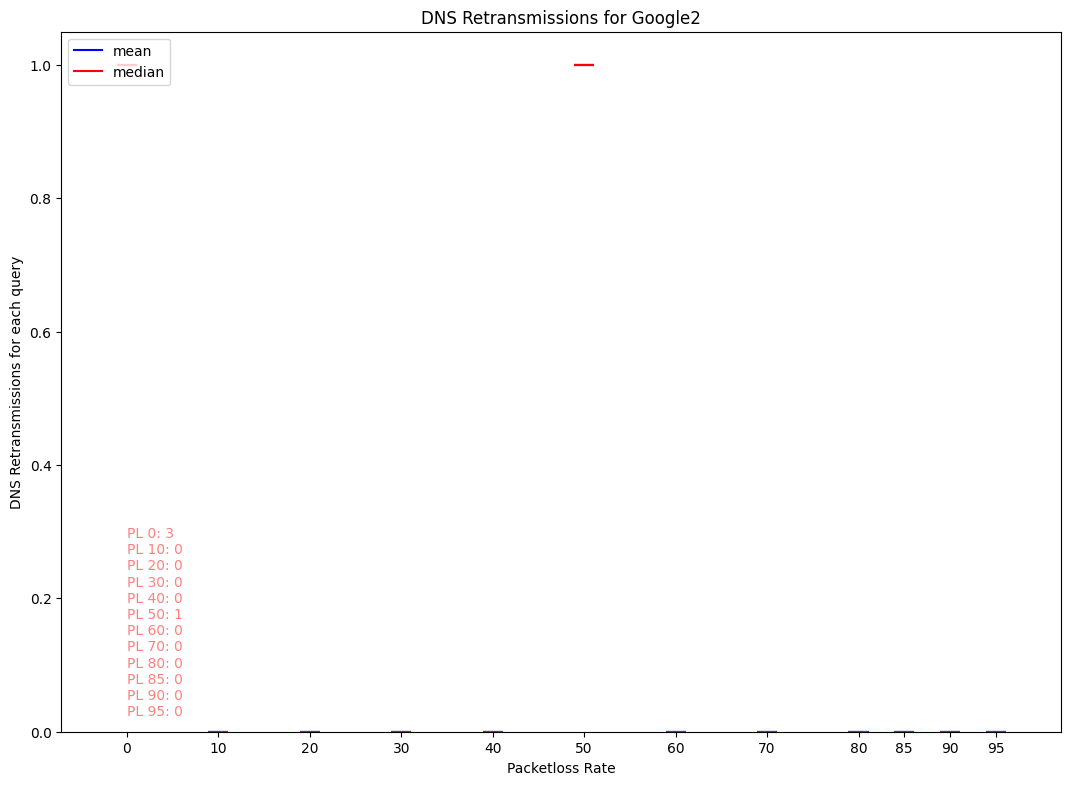 DNS Retransmissions for Google2
mean
median
DNS Retransmissions for each query
1.0
0.8
0.6
0.4
0.2
0.0
PL 0: 3
PL 10: 0
PL 20: 0
PL 30: 0
PL 40: 0
PL 50: 1
PL 60: 0
PL 70: 0
PL 80: 0
PL 85: 0
PL 90: 0
PL 95: 0
0 10 20 30 40 50 60 70 80 85 90 95
Packetloss Rate